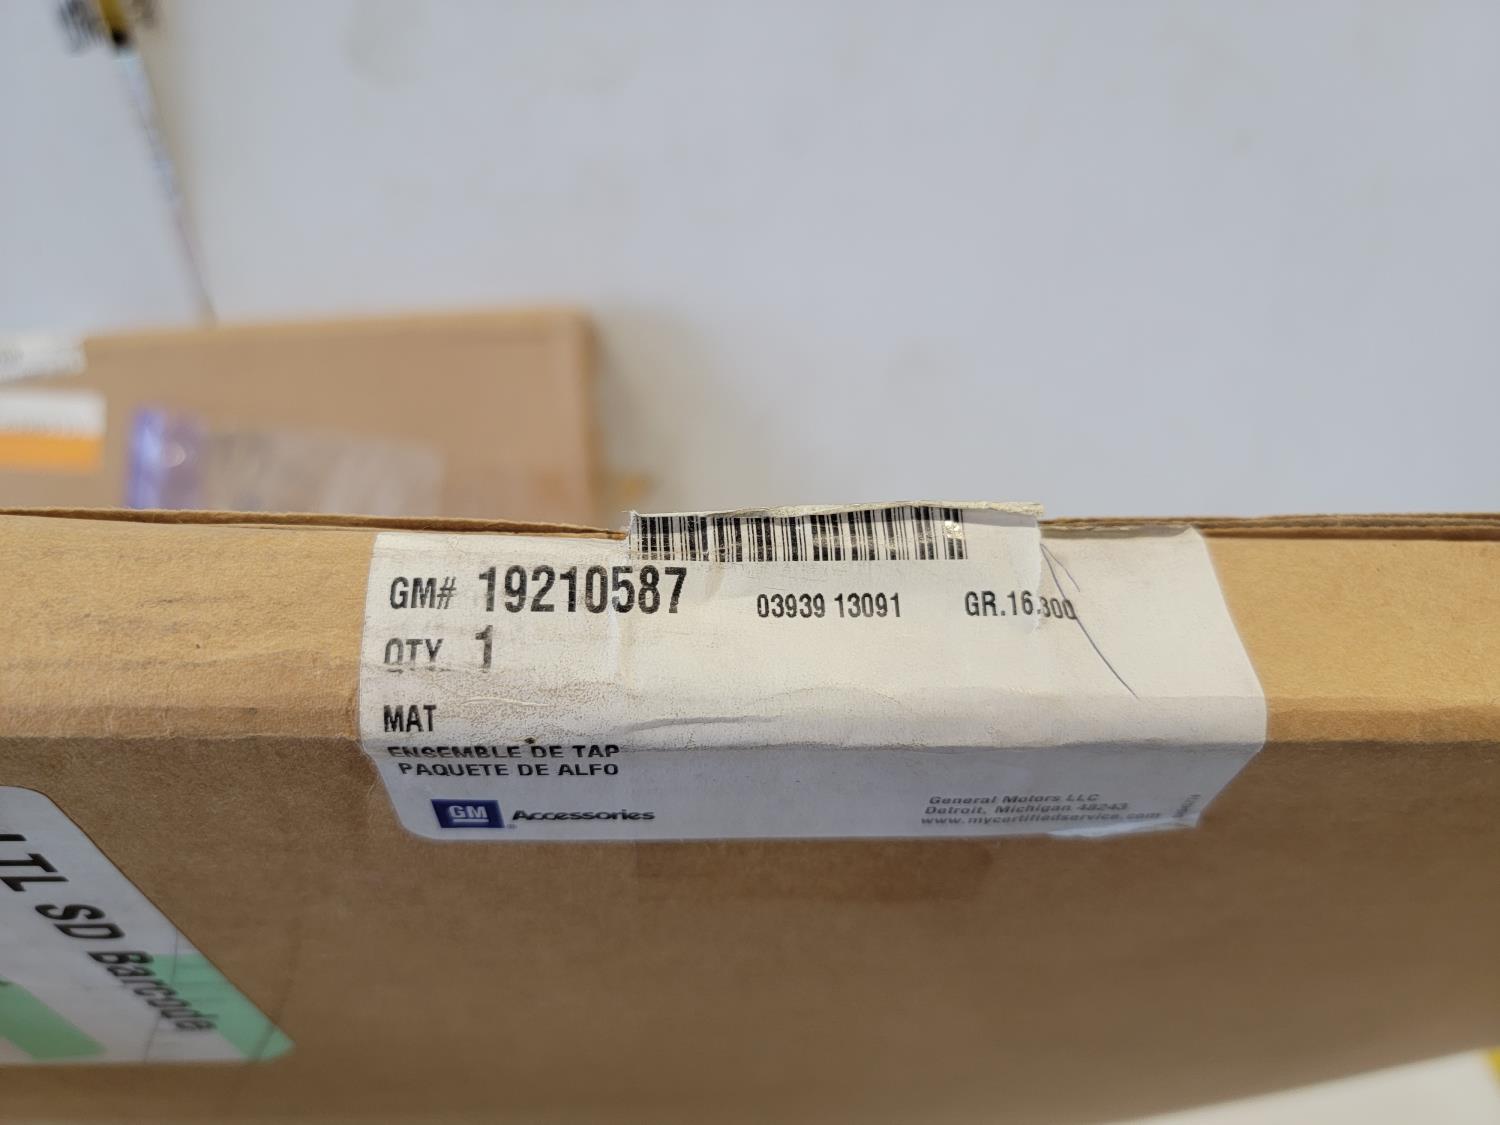 GM# 19210587 03939 13091 GR.16.300
QTY 1
MAT
ENSEMBLE DE TAP
PAQUETE DE ALFO
GM Accessories
General Motors LLC
Detroit, Michigan 48243
www.mycertifiedservice.com
LTL SD Barcode